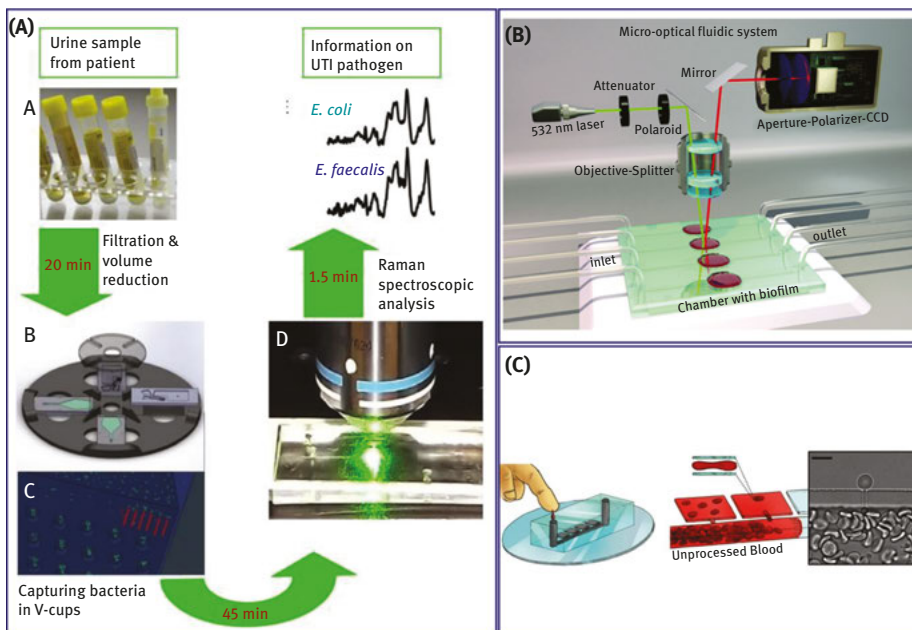 (A)
Urine sample
from patient
Information on
UTI pathogen
A
E. coli
E. faecalis
20 min
Filtration &
volume
reduction
1.5 min
Raman
spectroscopic
analysis
B
C
D
Capturing bacteria
in V-cups
45 min
(B)
Micro-optical fluidic system
Mirror
Attenuator
532 nm laser
Polaroid
Aperture-Polarizer-CCD
Objective-Splitter
inlet
outlet
Chamber with biofilm
(C)
Unprocessed Blood